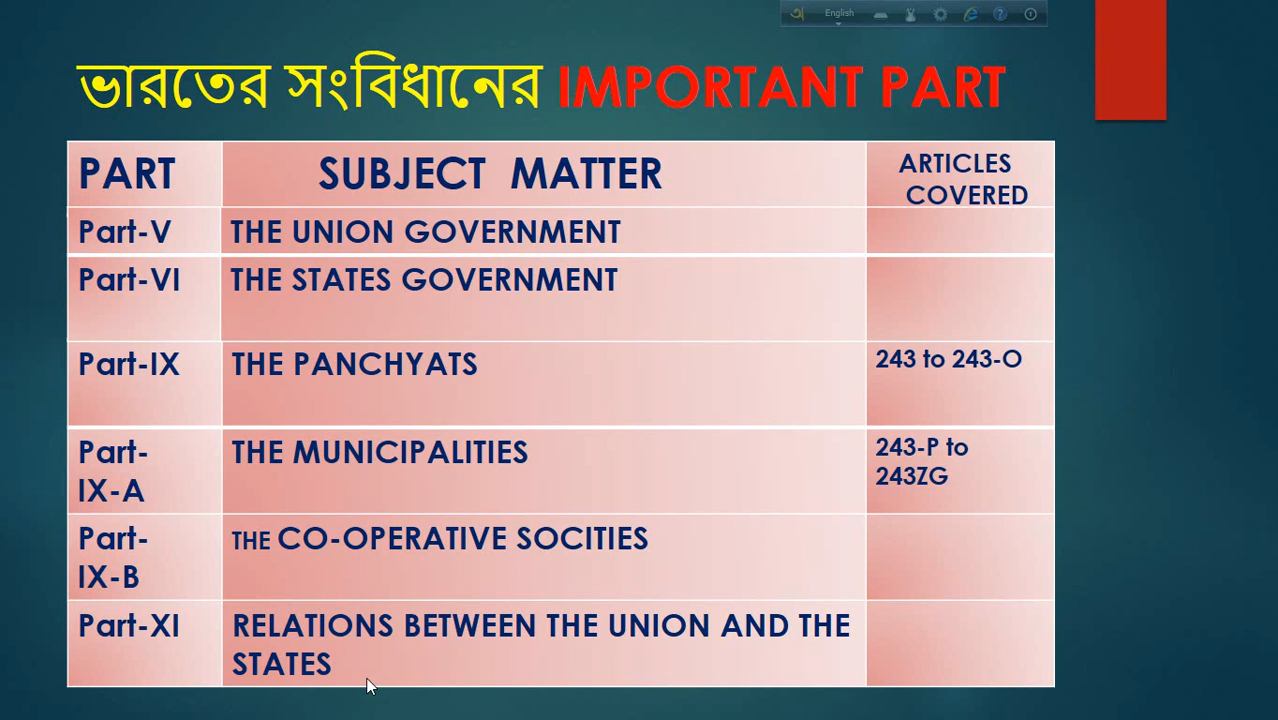 English
ভারতের সংবিধানের IMPORTANT PART
PART SUBJECT MATTER ARTICLES
COVERED
Part-V THE UNION GOVERNMENT
Part-VI THE STATES GOVERNMENT
Part-IX THE PANCHYATS 243 to 243-O
Part- THE MUNICIPALITIES 243-P to
IX-A 243ZG
Part- THE CO-OPERATIVE SOCITIES
IX-B
Part-XI RELATIONS BETWEEN THE UNION AND THE
STATES